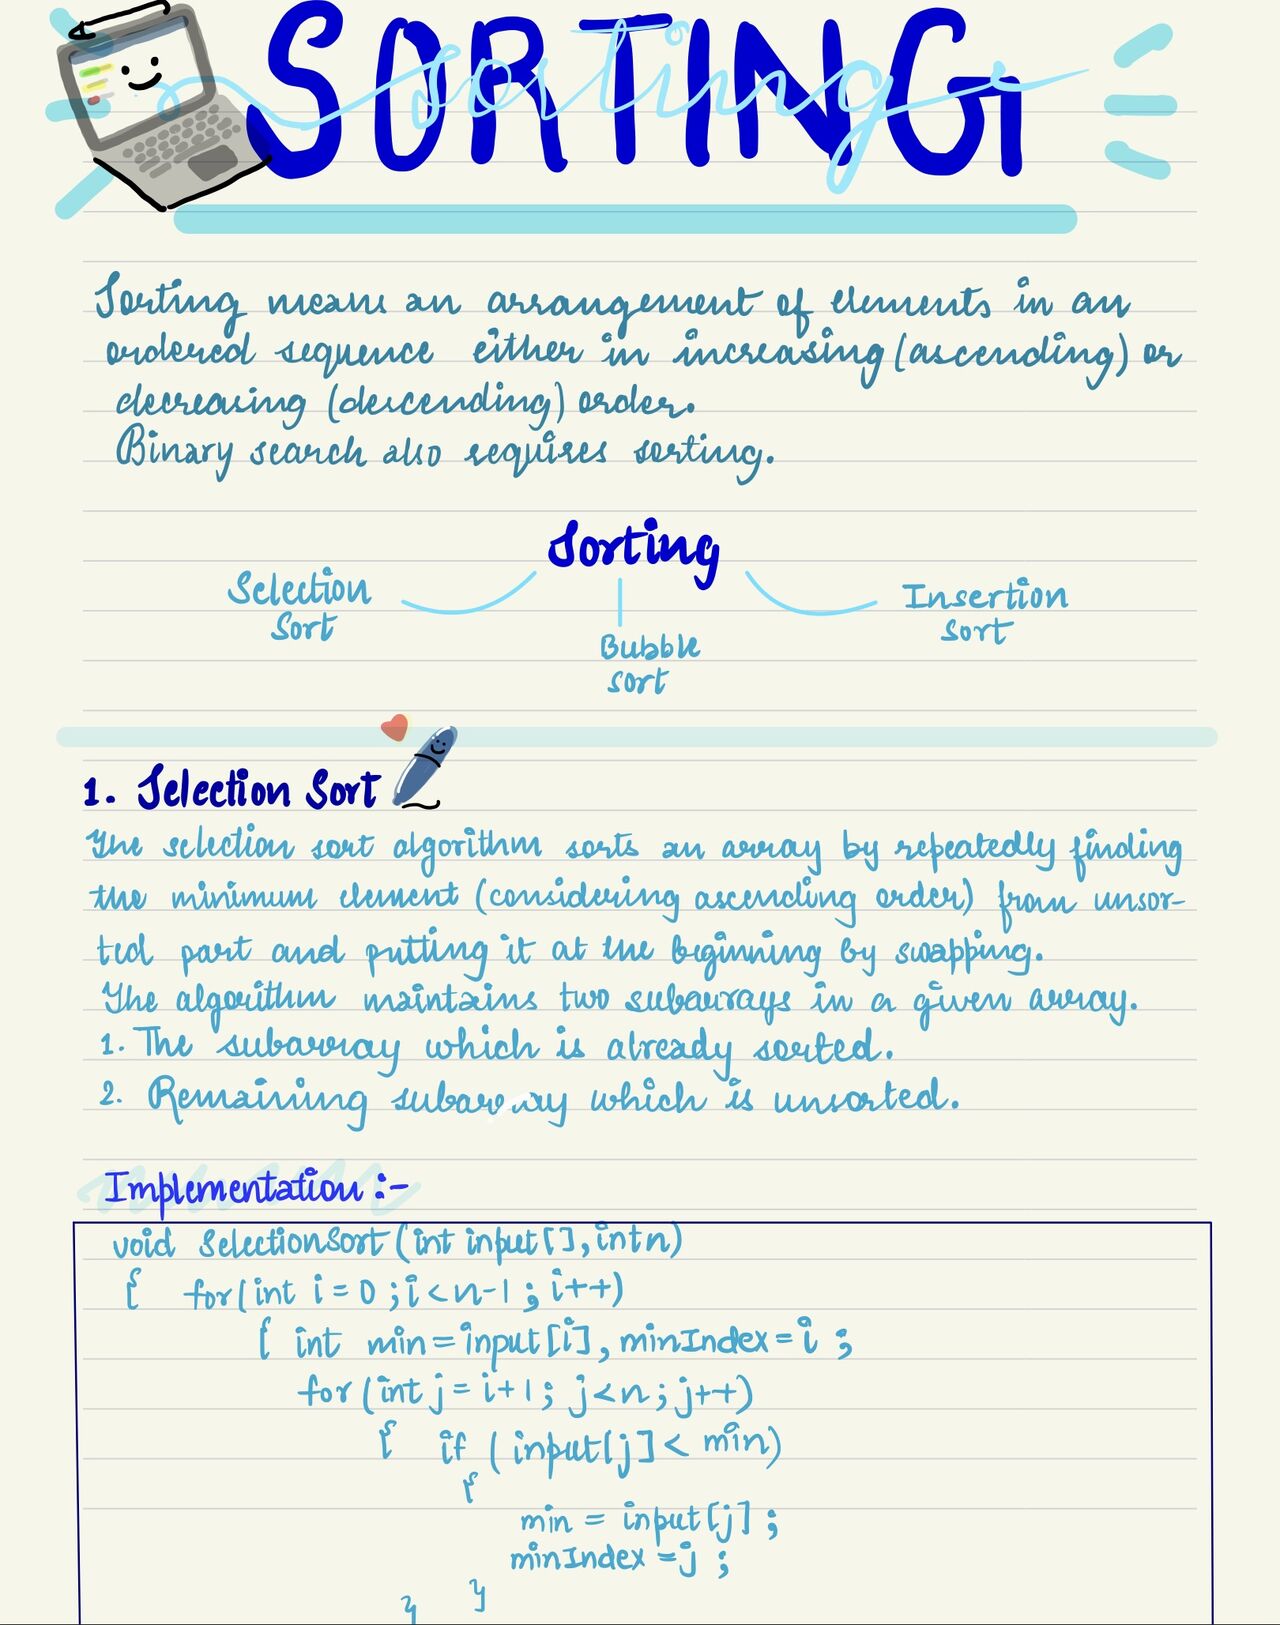 SORTING
sorting
Sorting means an arrangement of elements in an
ordered sequence either in increasing (ascending) or
decreasing (descending) order.
Binary search also requires sorting.
Sorting
Selection
Sort
Bubble
sort
Insertion
sort
1. Selection Sort
The selection sort algorithm sorts an array by repeatedly finding
the minimum element (considering ascending order) from unsor-
ted part and putting it at the beginning by swapping.
The algorithm maintains two subarrays in a given array.
1. The subarray which is already sorted.
2. Remaining subarray which is unsorted.
Implementation :-
void SelectionSort (int input[], int n)
{ for(int i = 0 ; i < n-1 ; i++)
{ int min = input[i], minIndex = i ;
for (int j = i+1 ; j < n ; j++)
{ if ( input[j] < min)
{
min = input[j] ;
minIndex = j ;
}
}